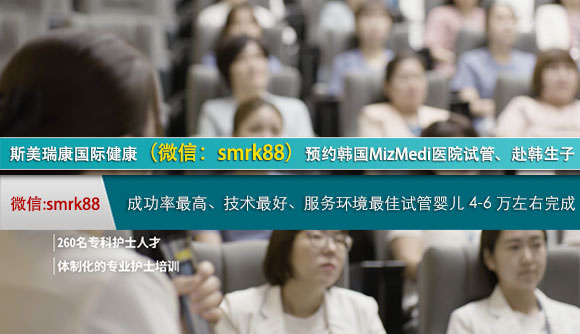 斯美瑞康国际健康（微信：smrk88）预约韩国MizMedi医院试管、赴韩生子
微信:smrk88 成功率最高、技术最好、服务环境最佳试管婴儿 4-6 万左右完成
260名专科护士人才
体制化的专业护士培训